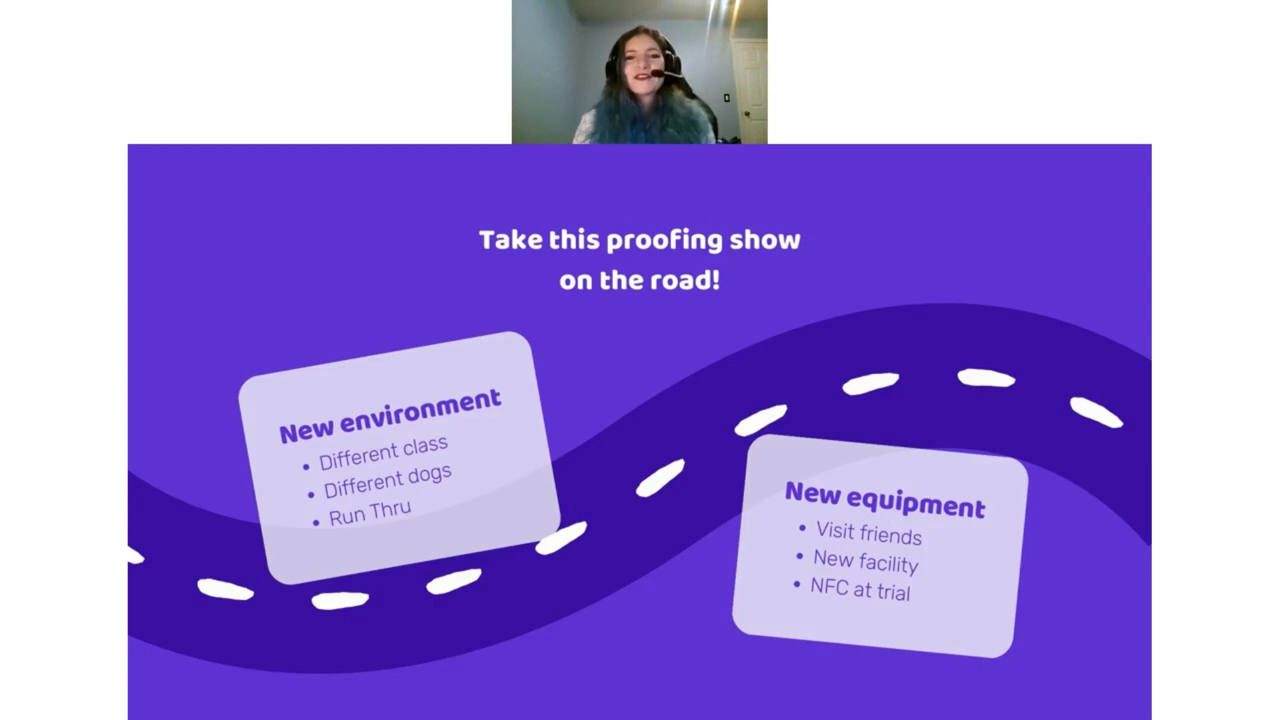 Take this proofing show
on the road!
New environment
• Different class
• Different dogs
• Run Thru
New equipment
• Visit friends
• New facility
• NFC at trial